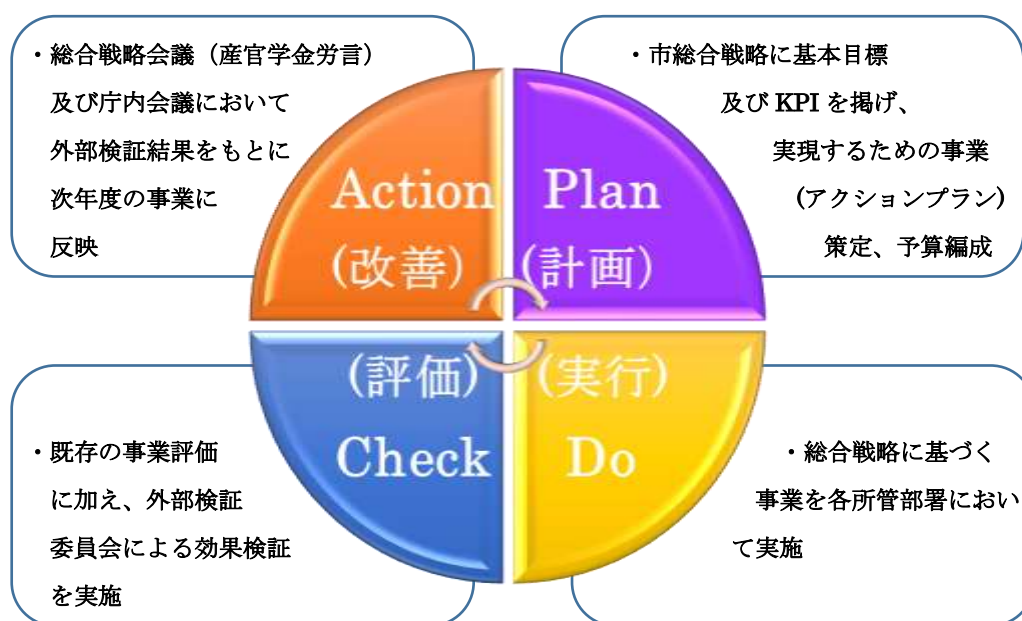 ・総合戦略会議（産官学金労言）
及び庁内会議において
外部検証結果をもとに
次年度の事業に
反映
・市総合戦略に基本目標
及び KPI を掲げ、
実現するための事業
(アクションプラン)
策定、予算編成
Action
(改善)
Plan
(計画)
(評価)
Check
(実行)
Do
・既存の事業評価
に加え、外部検証
委員会による効果検証
を実施
・総合戦略に基づく
事業を各所管部署におい
て実施